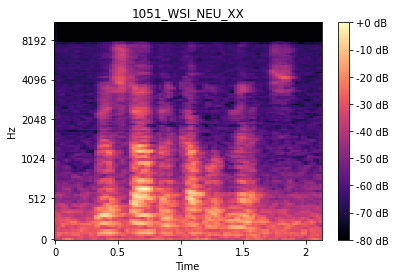 1051_WSI_NEU_XX
8192
4096
2048
1024
512
0
Hz
0
0.5
1
1.5
2
Time
+0 dB
-10 dB
-20 dB
-30 dB
-40 dB
-50 dB
-60 dB
-70 dB
-80 dB